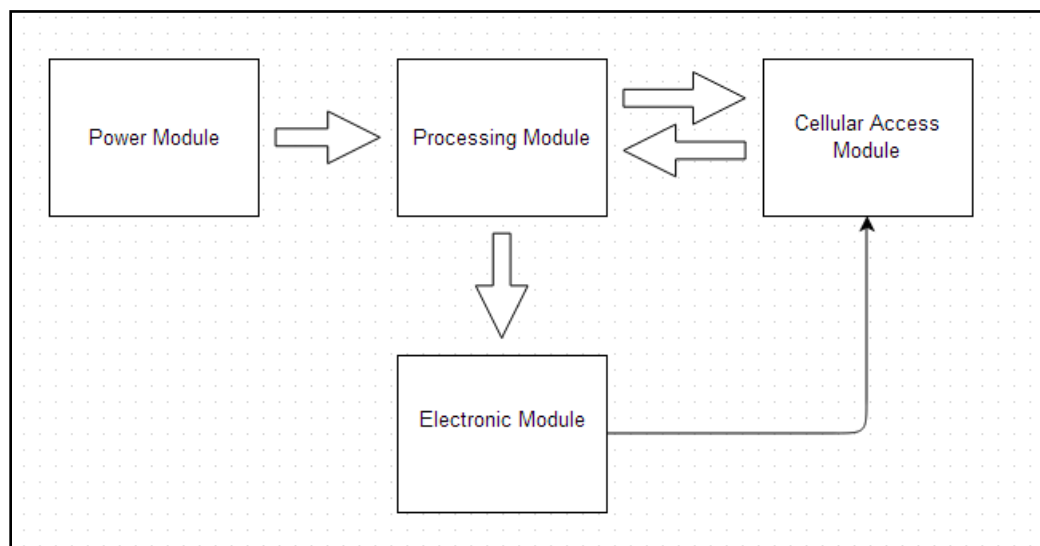 Power Module
Processing Module
Cellular Access
Module
Electronic Module